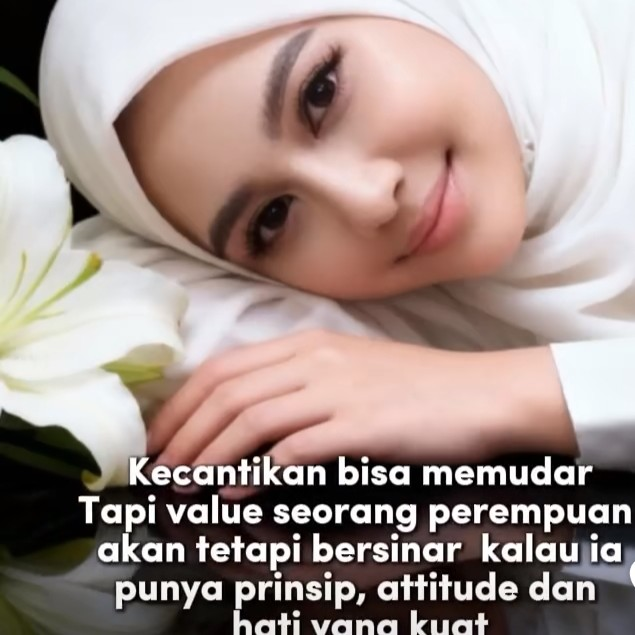 Kecantikan bisa memudar
Tapi value seorang perempuan
akan tetapi bersinar kalau ia
punya prinsip, attitude dan
hati yang kuat